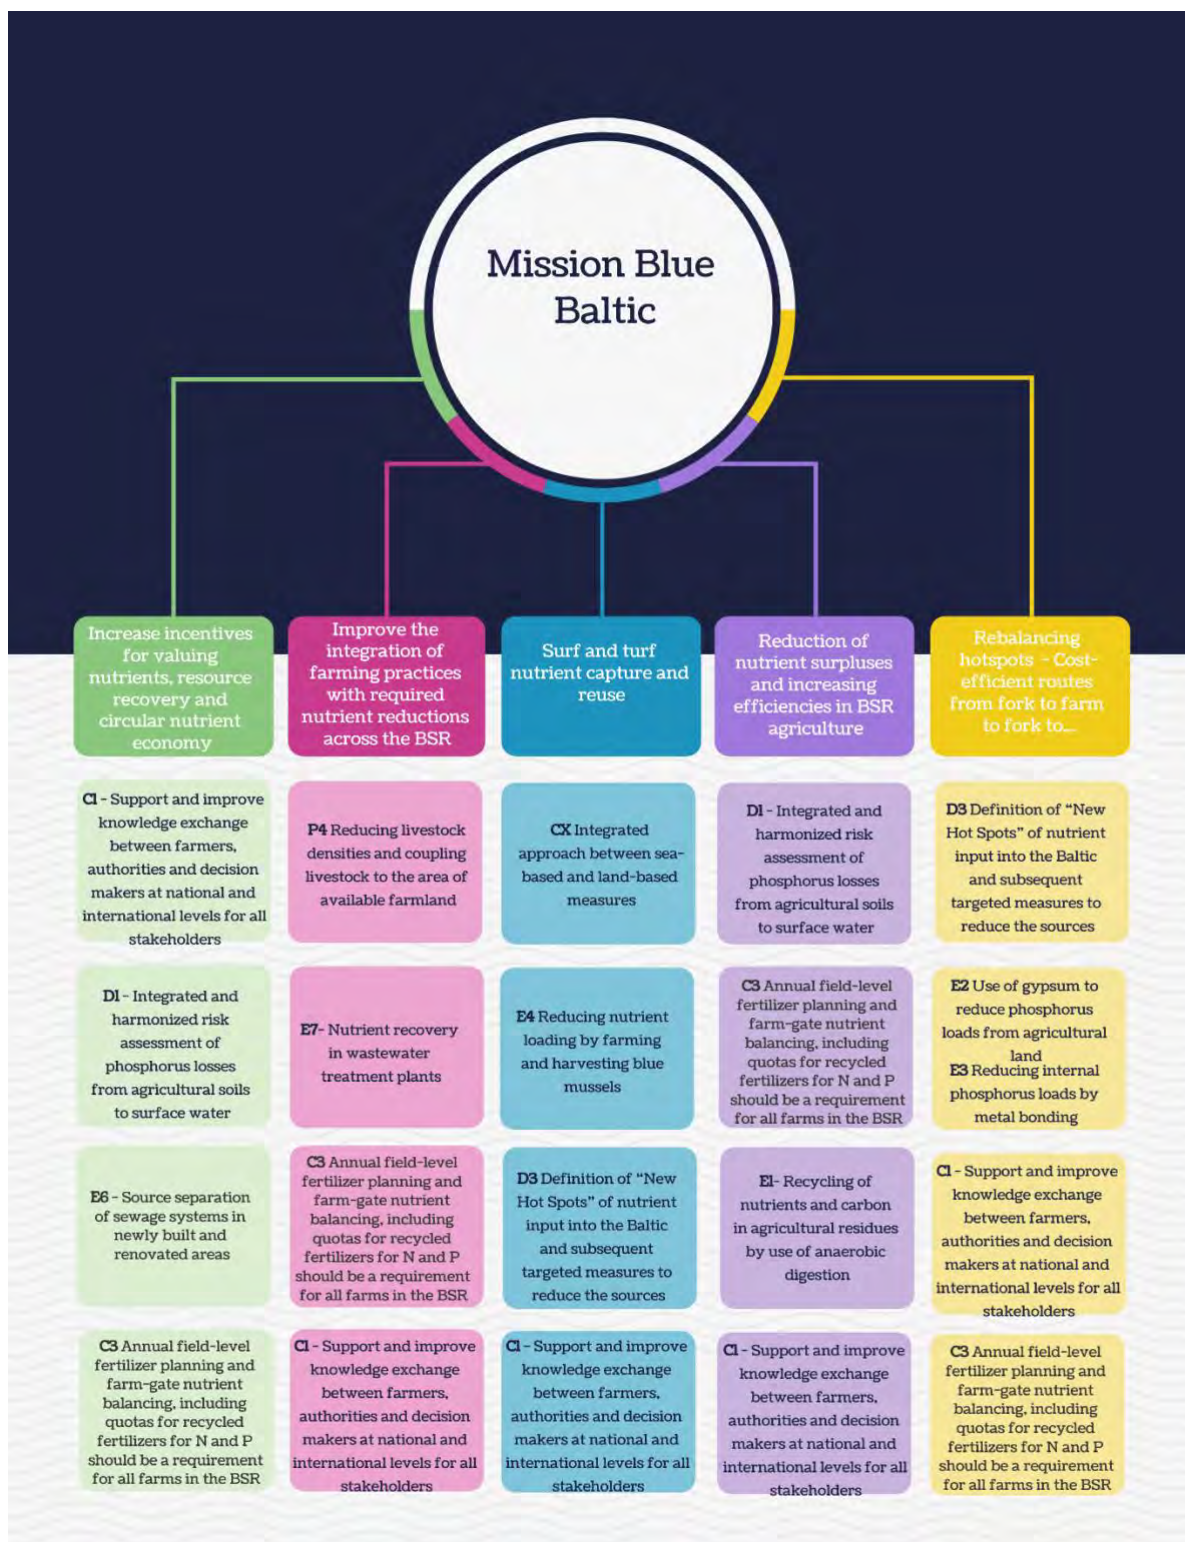 Mission Blue
Baltic
Increase incentives
for valuing
nutrients, resource
recovery and
circular nutrient
economy
C1 - Support and improve
knowledge exchange
between farmers,
authorities and decision
makers at national and
international levels for all
stakeholders
D1 - Integrated and
harmonized risk
assessment of
phosphorus losses
from agricultural soils
to surface water
E6 - Source separation
of sewage systems in
newly built and
renovated areas
C3 Annual field-level
fertilizer planning and
farm-gate nutrient
balancing, including
quotas for recycled
fertilizers for N and P
should be a requirement
for all farms in the BSR
Improve the
integration of
farming practices
with required
nutrient reductions
across the BSR
P4 Reducing livestock
densities and coupling
livestock to the area of
available farmland
E7- Nutrient recovery
in wastewater
treatment plants
C3 Annual field-level
fertilizer planning and
farm-gate nutrient
balancing, including
quotas for recycled
fertilizers for N and P
should be a requirement
for all farms in the BSR
C1 - Support and improve
knowledge exchange
between farmers,
authorities and decision
makers at national and
international levels for all
stakeholders
Surf and turf
nutrient capture and
reuse
CX Integrated
approach between sea-
based and land-based
measures
E4 Reducing nutrient
loading by farming
and harvesting blue
mussels
D3 Definition of “New
Hot Spots” of nutrient
input into the Baltic
and subsequent
targeted measures to
reduce the sources
C1 - Support and improve
knowledge exchange
between farmers,
authorities and decision
makers at national and
international levels for all
stakeholders
Reduction of
nutrient surpluses
and increasing
efficiencies in BSR
agriculture
D1 - Integrated and
harmonized risk
assessment of
phosphorus losses
from agricultural soils
to surface water
C3 Annual field-level
fertilizer planning and
farm-gate nutrient
balancing, including
quotas for recycled
fertilizers for N and P
should be a requirement
for all farms in the BSR
E1- Recycling of
nutrients and carbon
in agricultural residues
by use of anaerobic
digestion
C1 - Support and improve
knowledge exchange
between farmers,
authorities and decision
makers at national and
international levels for all
stakeholders
Rebalancing
hotspots - Cost-
efficient routes
from fork to farm
to fork to...
D3 Definition of “New
Hot Spots” of nutrient
input into the Baltic
and subsequent
targeted measures to
reduce the sources
E2 Use of gypsum to
reduce phosphorus
loads from agricultural
land
E3 Reducing internal
phosphorus loads by
metal bonding
C1 - Support and improve
knowledge exchange
between farmers,
authorities and decision
makers at national and
international levels for all
stakeholders
C3 Annual field-level
fertilizer planning and
farm-gate nutrient
balancing, including
quotas for recycled
fertilizers for N and P
should be a requirement
for all farms in the BSR